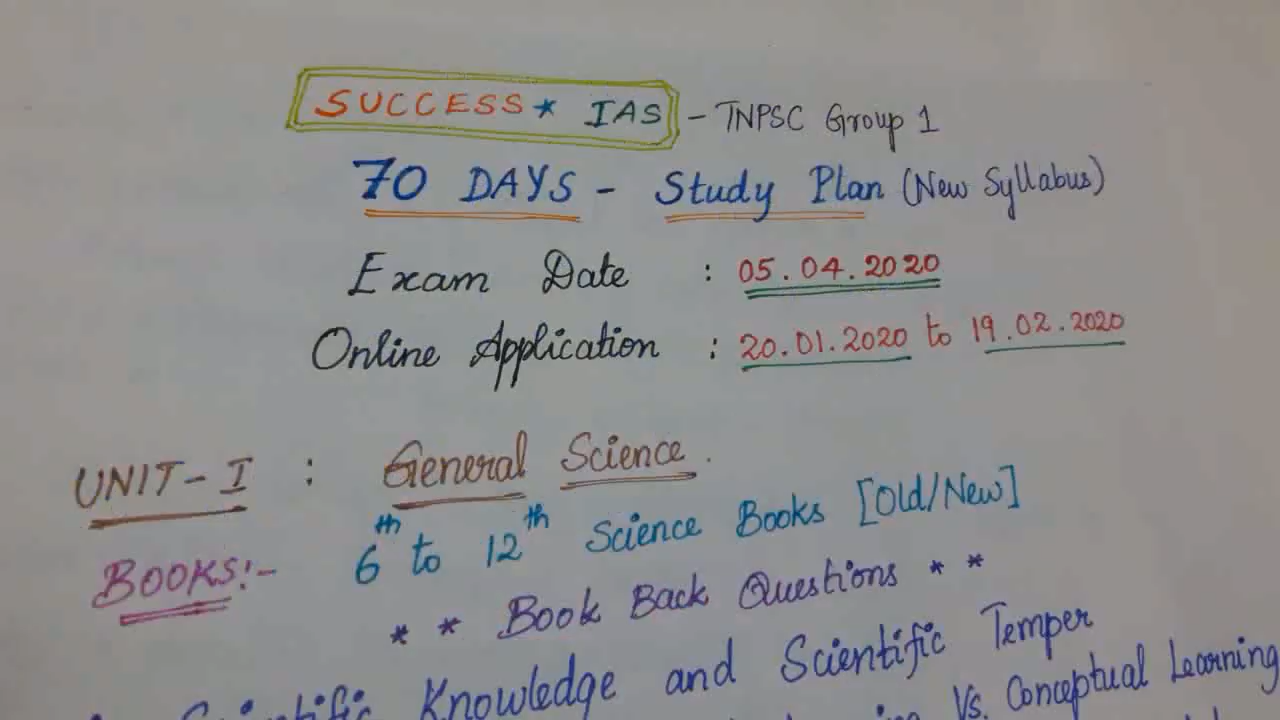 SUCCESS * IAS - TNPSC Group 1
70 DAYS - Study Plan (New Syllabus)
Exam Date : 05.04.2020
Online Application : 20.01.2020 to 19.02.2020
UNIT-I : General Science.
BOOKS:- 6th to 12th Science Books [Old/New]
* * Book Back Questions * *
Scientific Knowledge and Scientific Temper
Vs. Conceptual Learning